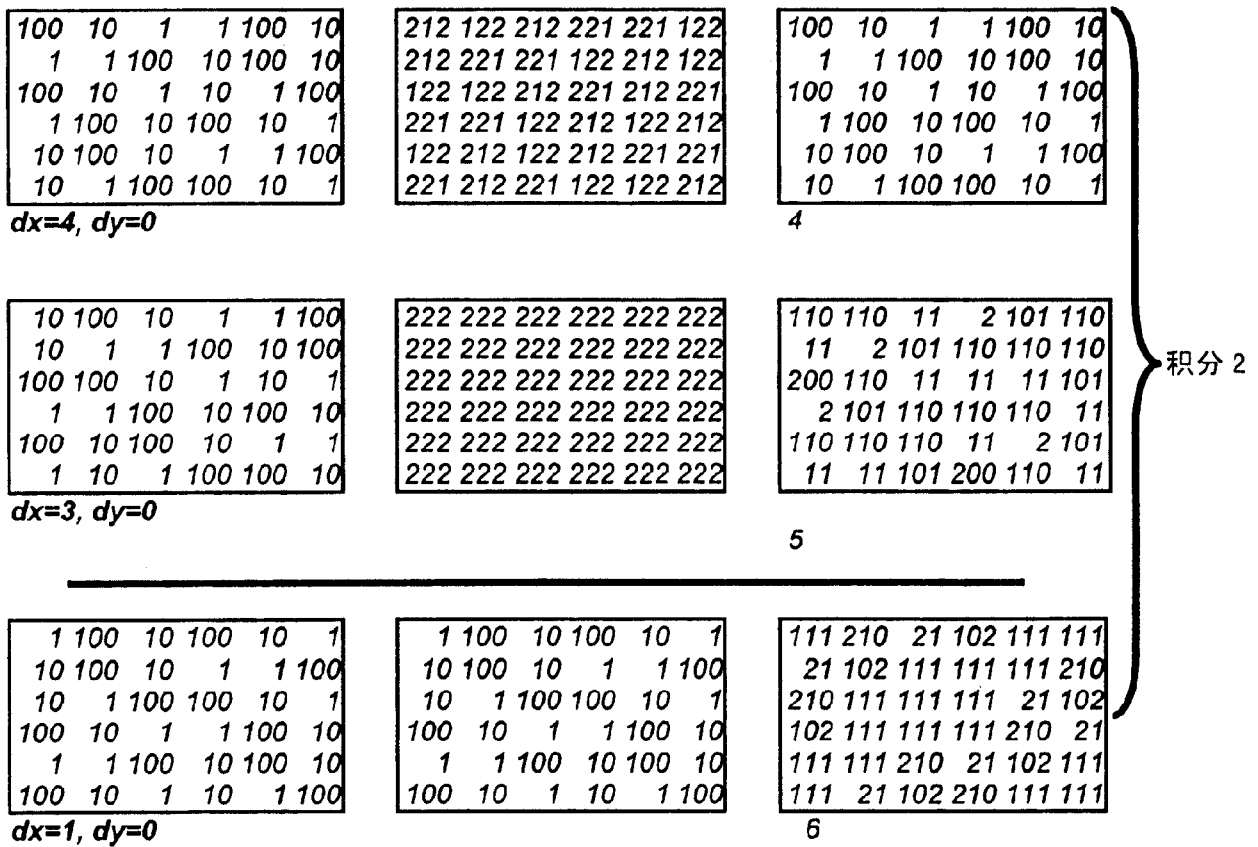 100 10 1 1 100 10
1 1 100 10 100 10
100 10 1 10 1 100
1 100 10 100 10 1
10 100 10 1 1 100
10 1 100 100 10 1
dx=4, dy=0
212 122 212 221 221 122
212 221 221 122 212 122
122 122 212 221 212 221
221 221 122 212 122 212
122 212 122 212 221 221
221 212 221 122 122 212
100 10 1 1 100 10
1 1 100 10 100 10
100 10 1 10 1 100
1 100 10 100 10 1
10 100 10 1 1 100
10 1 100 100 10 1
4
10 100 10 1 1 100
10 1 1 100 10 100
100 100 10 1 10 1
1 1 100 10 100 10
100 10 100 10 1 1
1 10 1 100 100 10
dx=3, dy=0
222 222 222 222 222 222
222 222 222 222 222 222
222 222 222 222 222 222
222 222 222 222 222 222
222 222 222 222 222 222
222 222 222 222 222 222
110 110 11 2 101 110
11 2 101 110 110 110
200 110 11 11 11 101
2 101 110 110 110 11
110 110 110 11 2 101
11 11 101 200 110 11
5
积分 2
1 100 10 100 10 1
10 100 10 1 1 100
10 1 100 100 10 1
100 10 1 1 100 10
1 1 100 10 100 10
100 10 1 10 1 100
dx=1, dy=0
1 100 10 100 10 1
10 100 10 1 1 100
10 1 100 100 10 1
100 10 1 1 100 10
1 1 100 10 100 10
100 10 1 10 1 100
111 210 21 102 111 111
21 102 111 111 111 210
210 111 111 111 21 102
102 111 111 111 210 21
111 111 210 21 102 111
111 21 102 210 111 111
6